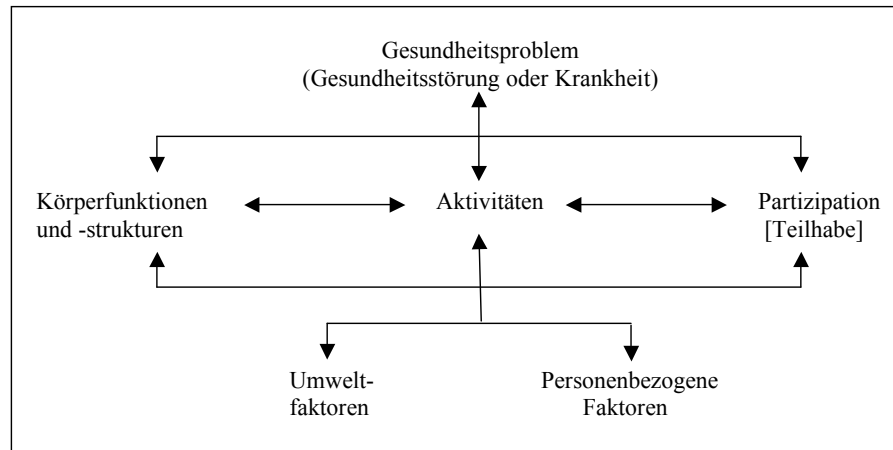 Gesundheitsproblem
(Gesundheitsstörung oder Krankheit)
Körperfunktionen
und -strukturen
Aktivitäten
Partizipation
[Teilhabe]
Umwelt-
faktoren
Personenbezogene
Faktoren